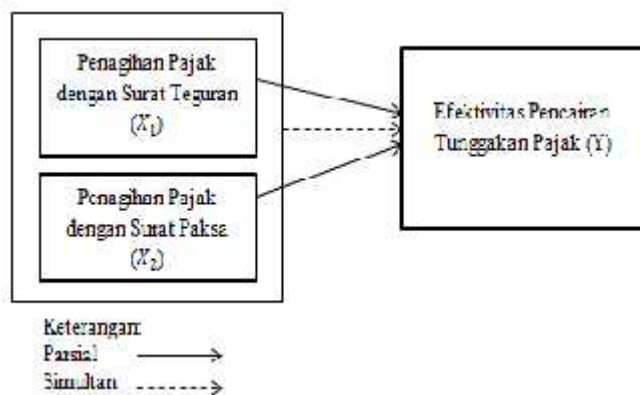 Penagihan Pajak
dengan Surat Teguran
(X₁)
Efektivitas Pencairan
Tunggakan Pajak (Y)
Penagihan Pajak
dengan Surat Paksa
(X₂)
Keterangan:
Parsial
Simultan